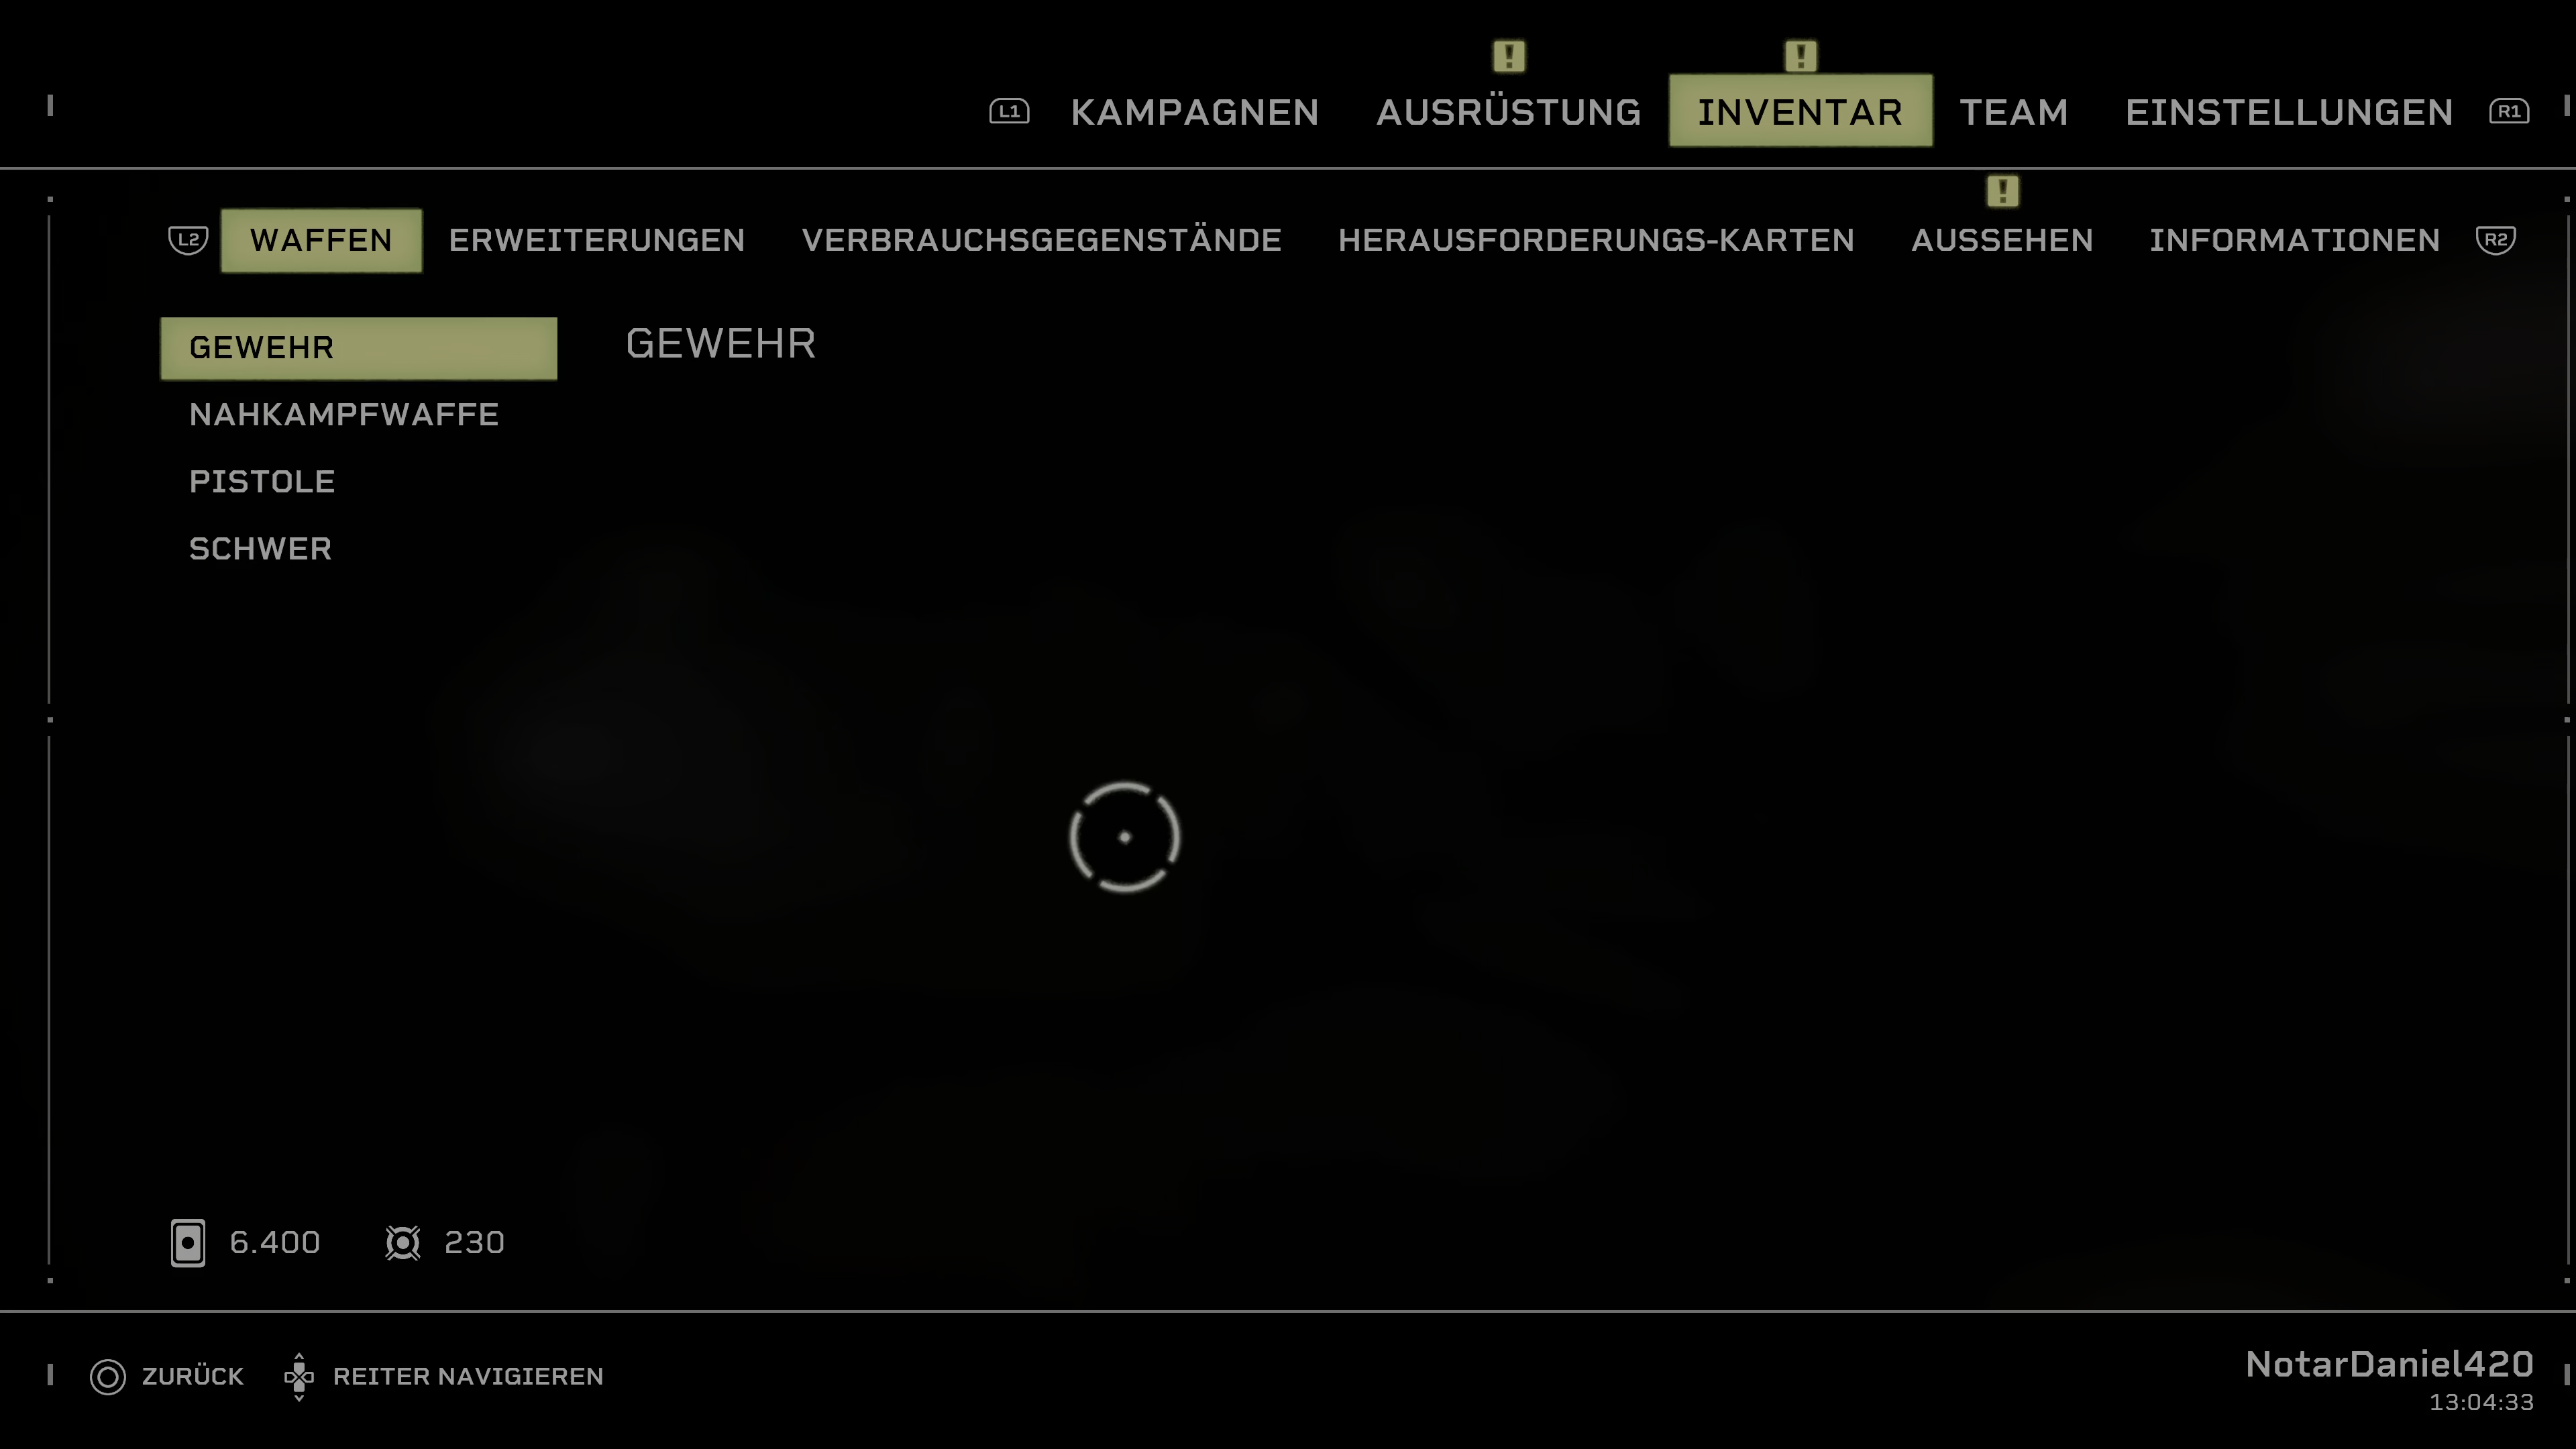 L1 KAMPAGNEN AUSRÜSTUNG INVENTAR TEAM EINSTELLUNGEN R1
L2 WAFFEN ERWEITERUNGEN VERBRAUCHSGEGENSTÄNDE HERAUSFORDERUNGS-KARTEN AUSSEHEN INFORMATIONEN R2
GEWEHR
NAHKAMPFWAFFE
PISTOLE
SCHWER
GEWEHR
6.400 230
ZURÜCK REITER NAVIGIEREN
NotarDaniel420
13:04:33